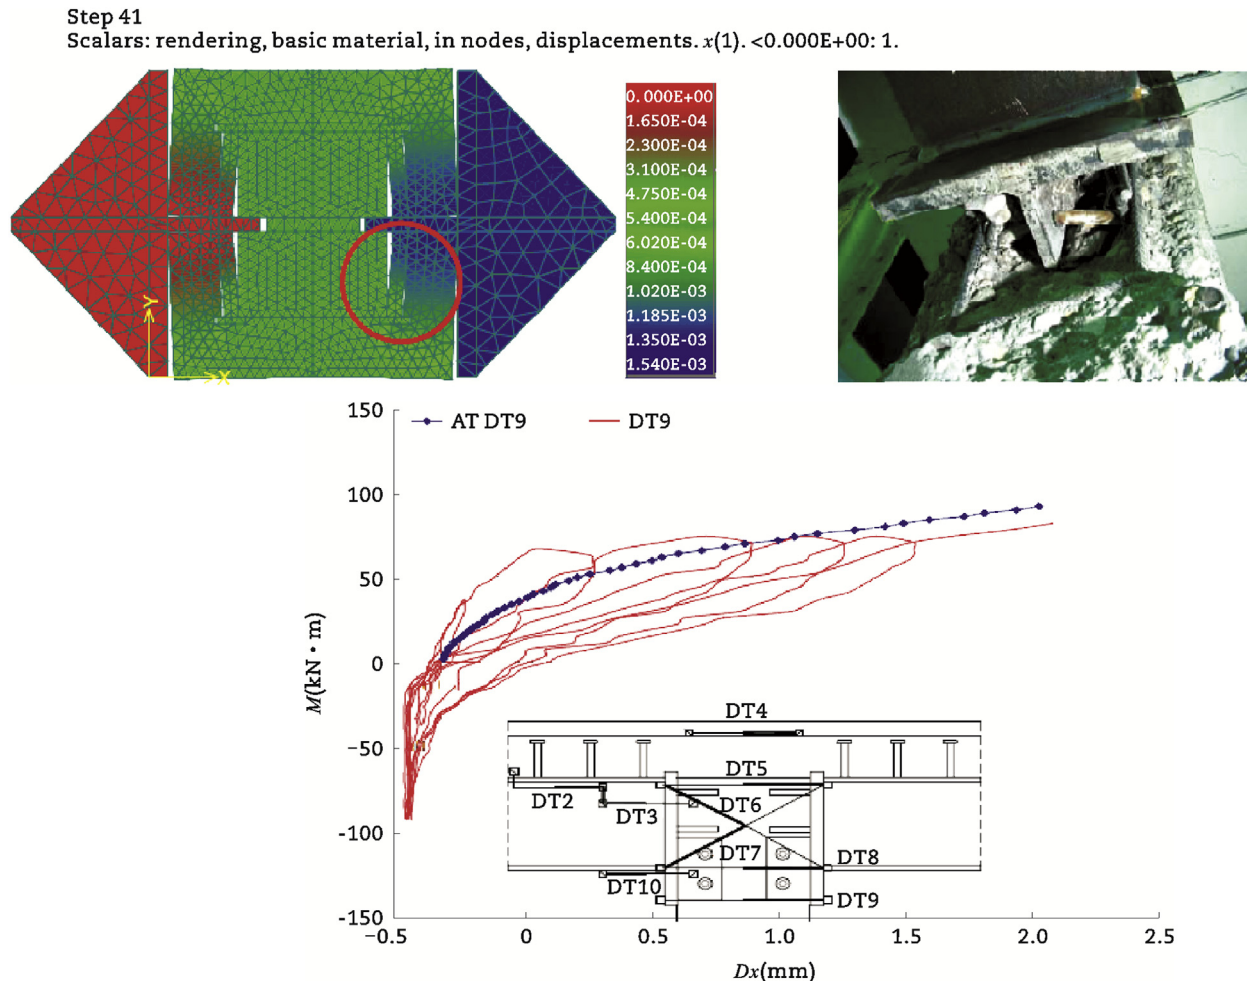 Step 41
Scalars: rendering, basic material, in nodes, displacements. x(1). <0.000E+00: 1.
0.000E+00
1.650E-04
2.300E-04
3.100E-04
4.750E-04
5.400E-04
6.020E-04
8.400E-04
1.020E-03
1.185E-03
1.350E-03
1.540E-03
Y
X
150
100
50
0
-50
-100
-150
M(kN • m)
AT DT9
DT9
DT4
DT5
DT2
DT3
DT6
DT7
DT8
DT10
DT9
−0.5
0
0.5
1.0
1.5
2.0
2.5
Dx(mm)